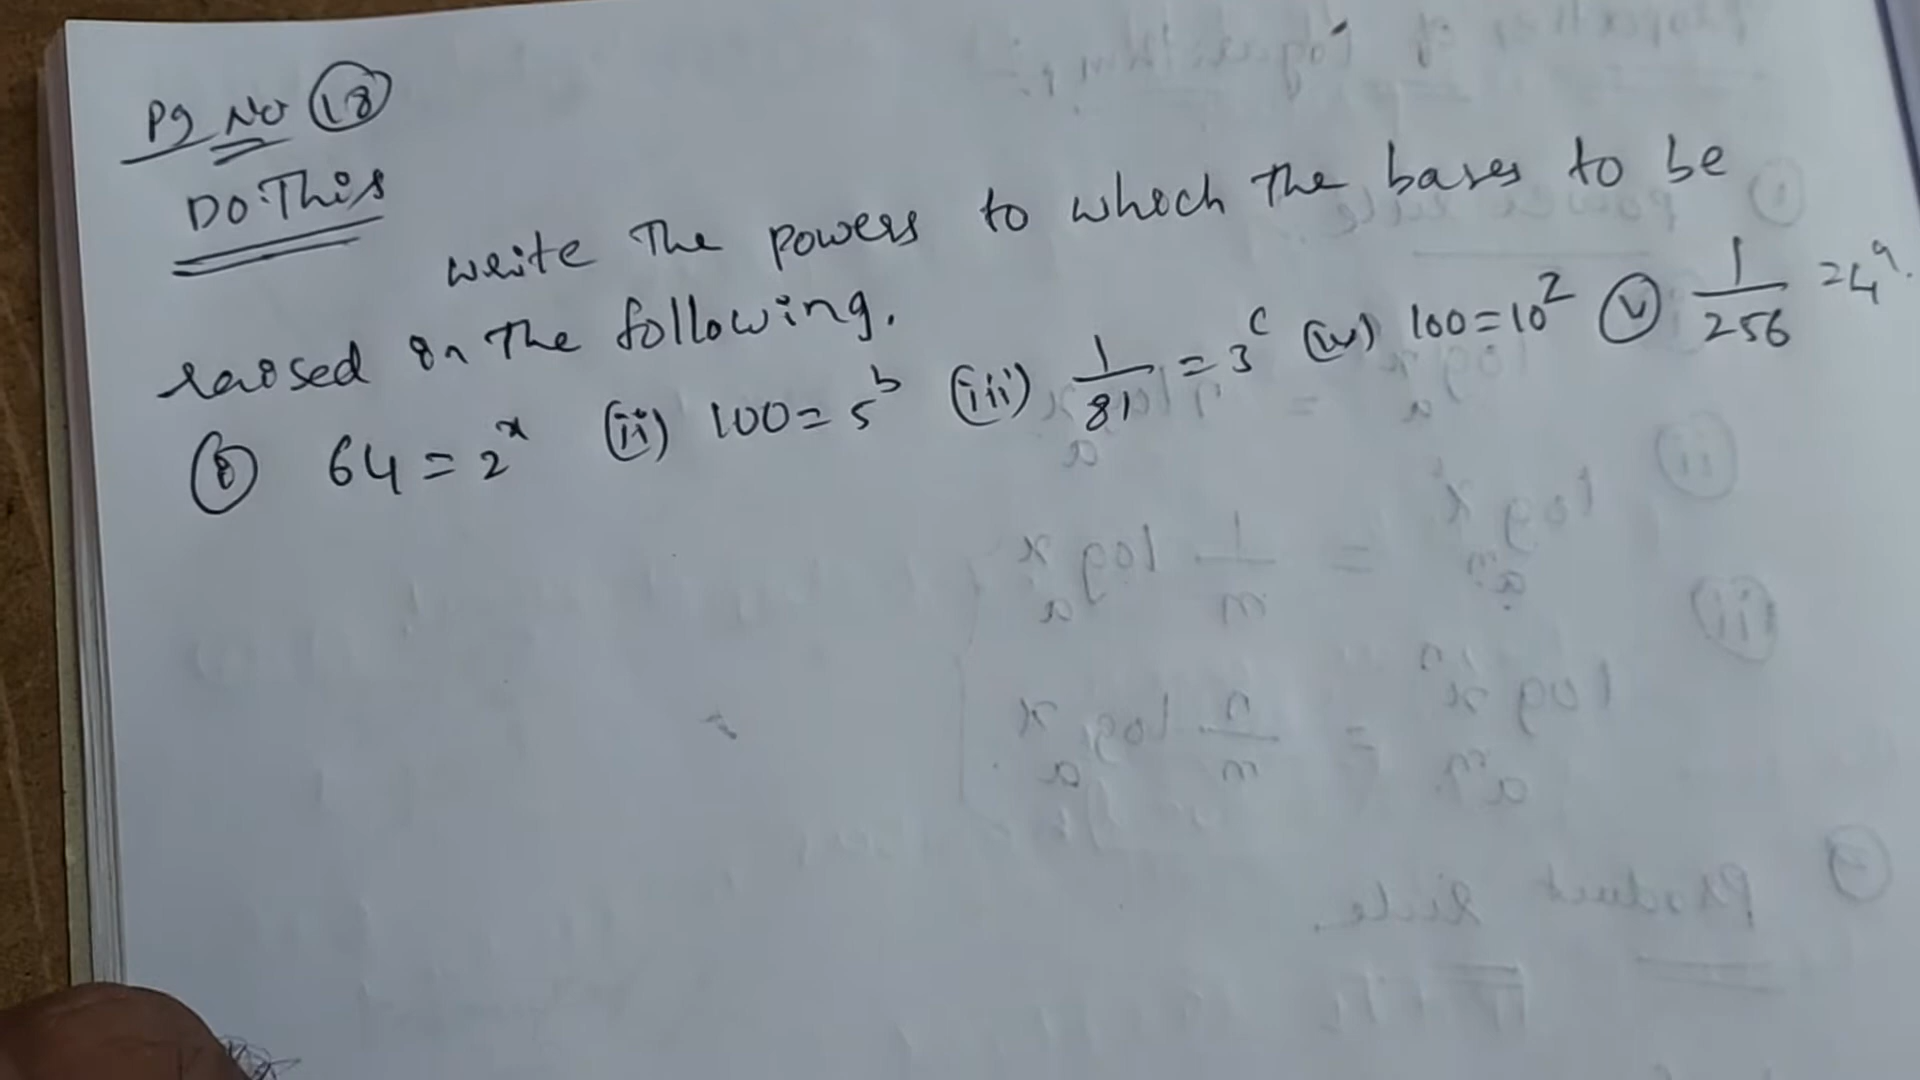 Pg No 18
Do This
write The powers to which the bases to be
raised in The following.
(i) 64 = 2^x (ii) 100 = 5^b (iii) 1/81 = 3^c (iv) 100 = 10^2 (v) 1/256 = 4^a.